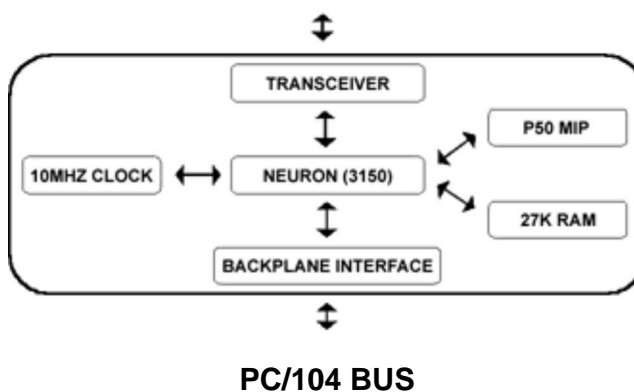 TRANSCEIVER
P50 MIP
10MHZ CLOCK
NEURON (3150)
27K RAM
BACKPLANE INTERFACE
PC/104 BUS